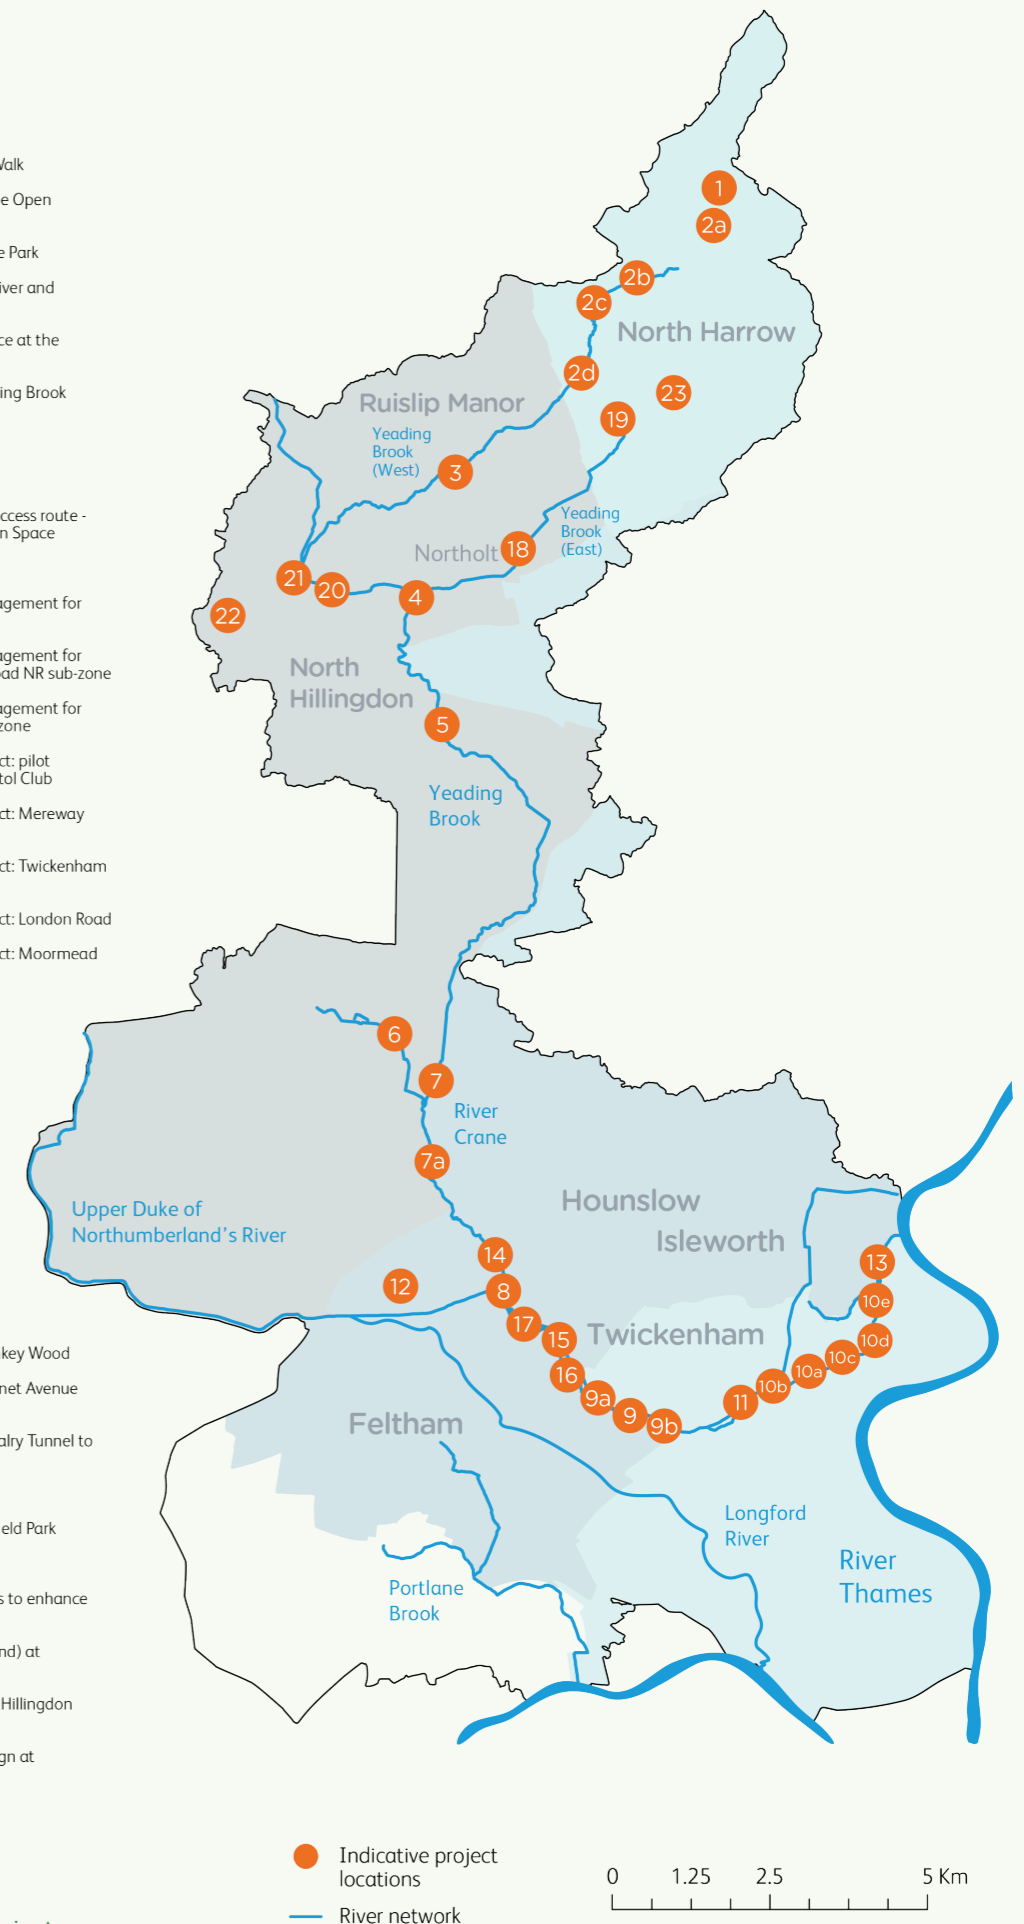 Walk
e Open
e Park
iver and
ce at the
ing Brook
ccess route -
n Space
agement for
agement for
oad NR sub-zone
agement for
zone
ct: pilot
tol Club
ct: Mereway
ct: Twickenham
ct: London Road
ct: Moormead
key Wood
net Avenue
alry Tunnel to
eld Park
s to enhance
nd) at
Hillingdon
gn at
1
2a
2b
2c
North Harrow
2d
23
19
Ruislip Manor
Yeading
Brook
(West)
3
Yeading
Brook
(East)
Northolt
18
21
20
4
22
North
Hillingdon
5
Yeading
Brook
6
7
River
Crane
7a
Upper Duke of
Northumberland's River
Hounslow
Isleworth
14
13
12
8
10e
17
15
Twickenham
10d
10c
16
10a
10b
9a
9
9b
11
Feltham
Longford
River
River
Thames
Portlane
Brook
Indicative project
locations
River network
0 1.25 2.5 5 Km